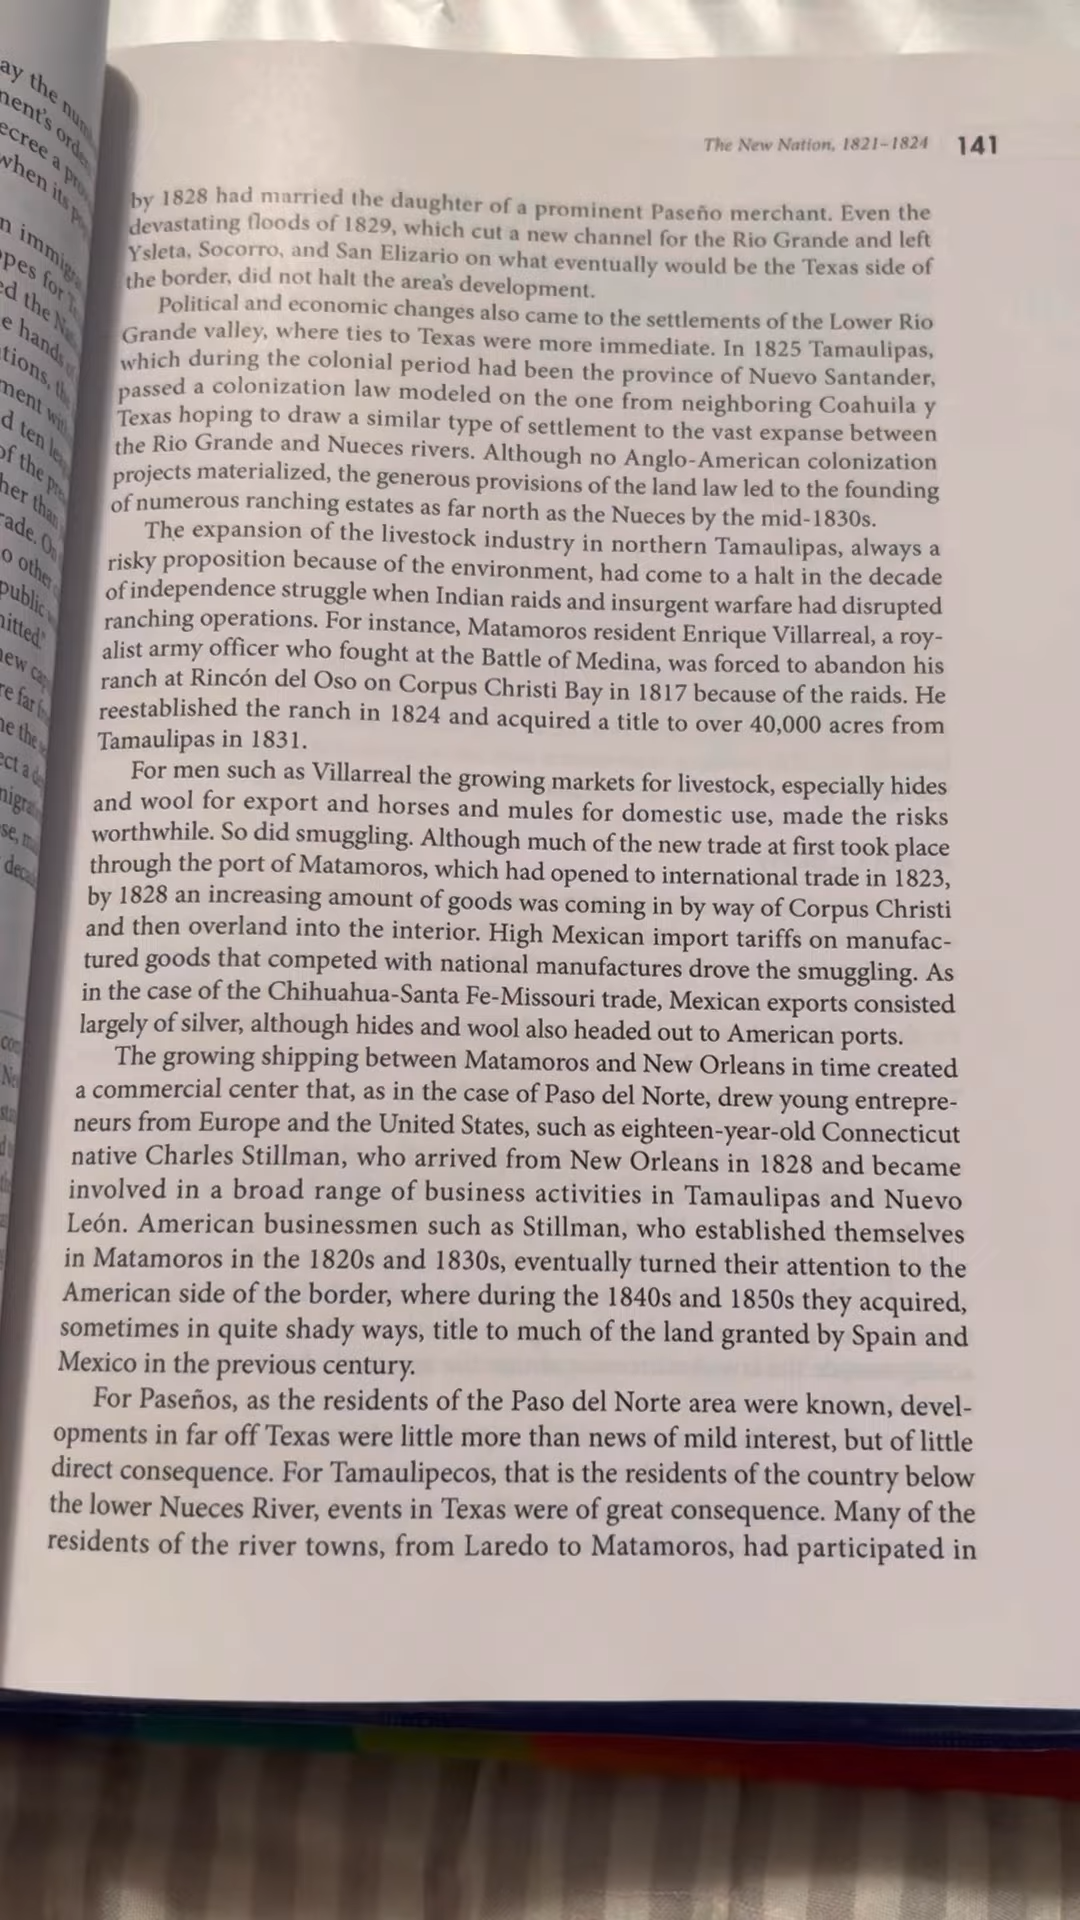 The New Nation, 1821–1824 141
by 1828 had married the daughter of a prominent Paseño merchant. Even the
devastating floods of 1829, which cut a new channel for the Rio Grande and left
Ysleta, Socorro, and San Elizario on what eventually would be the Texas side of
the border, did not halt the area's development.
Political and economic changes also came to the settlements of the Lower Rio
Grande valley, where ties to Texas were more immediate. In 1825 Tamaulipas,
which during the colonial period had been the province of Nuevo Santander,
passed a colonization law modeled on the one from neighboring Coahuila y
Texas hoping to draw a similar type of settlement to the vast expanse between
the Rio Grande and Nueces rivers. Although no Anglo-American colonization
projects materialized, the generous provisions of the land law led to the founding
of numerous ranching estates as far north as the Nueces by the mid-1830s.
The expansion of the livestock industry in northern Tamaulipas, always a
risky proposition because of the environment, had come to a halt in the decade
of independence struggle when Indian raids and insurgent warfare had disrupted
ranching operations. For instance, Matamoros resident Enrique Villarreal, a roy-
alist army officer who fought at the Battle of Medina, was forced to abandon his
ranch at Rincón del Oso on Corpus Christi Bay in 1817 because of the raids. He
reestablished the ranch in 1824 and acquired a title to over 40,000 acres from
Tamaulipas in 1831.
For men such as Villarreal the growing markets for livestock, especially hides
and wool for export and horses and mules for domestic use, made the risks
worthwhile. So did smuggling. Although much of the new trade at first took place
through the port of Matamoros, which had opened to international trade in 1823,
by 1828 an increasing amount of goods was coming in by way of Corpus Christi
and then overland into the interior. High Mexican import tariffs on manufac-
tured goods that competed with national manufactures drove the smuggling. As
in the case of the Chihuahua-Santa Fe-Missouri trade, Mexican exports consisted
largely of silver, although hides and wool also headed out to American ports.
The growing shipping between Matamoros and New Orleans in time created
a commercial center that, as in the case of Paso del Norte, drew young entrepre-
neurs from Europe and the United States, such as eighteen-year-old Connecticut
native Charles Stillman, who arrived from New Orleans in 1828 and became
involved in a broad range of business activities in Tamaulipas and Nuevo
León. American businessmen such as Stillman, who established themselves
in Matamoros in the 1820s and 1830s, eventually turned their attention to the
American side of the border, where during the 1840s and 1850s they acquired,
sometimes in quite shady ways, title to much of the land granted by Spain and
Mexico in the previous century.
For Paseños, as the residents of the Paso del Norte area were known, devel-
opments in far off Texas were little more than news of mild interest, but of little
direct consequence. For Tamaulipecos, that is the residents of the country below
the lower Nueces River, events in Texas were of great consequence. Many of the
residents of the river towns, from Laredo to Matamoros, had participated in